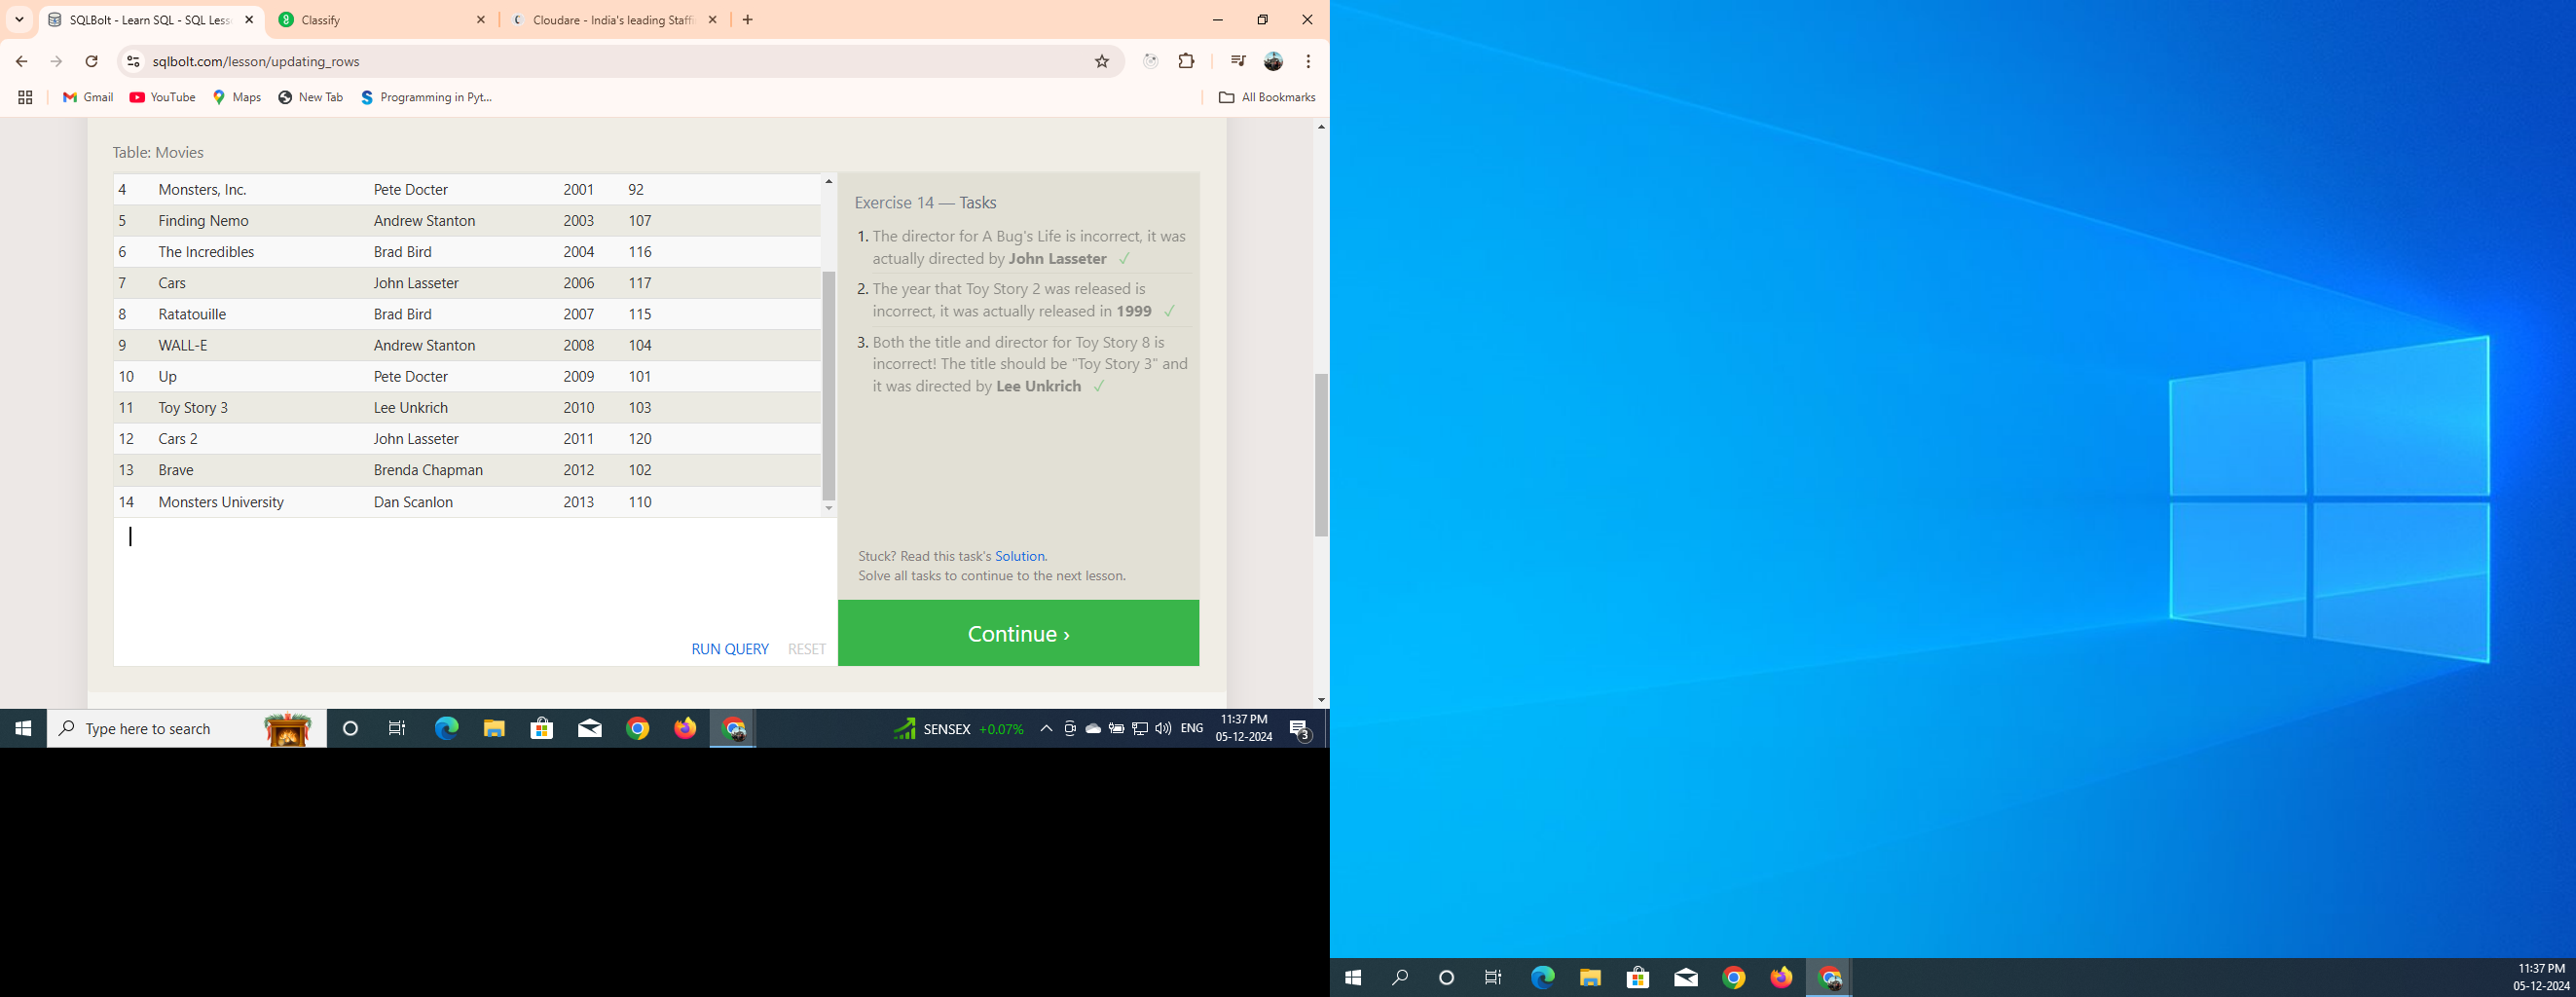 SQLBolt - Learn SQL - SQL Less
Classify
Cloudare - India's leading Staffi
sqlbolt.com/lesson/updating_rows
Gmail
YouTube
Maps
New Tab
Programming in Pyt...
All Bookmarks
Table: Movies
4 Monsters, Inc. Pete Docter 2001 92
5 Finding Nemo Andrew Stanton 2003 107
6 The Incredibles Brad Bird 2004 116
7 Cars John Lasseter 2006 117
8 Ratatouille Brad Bird 2007 115
9 WALL-E Andrew Stanton 2008 104
10 Up Pete Docter 2009 101
11 Toy Story 3 Lee Unkrich 2010 103
12 Cars 2 John Lasseter 2011 120
13 Brave Brenda Chapman 2012 102
14 Monsters University Dan Scanlon 2013 110
RUN QUERY RESET
Exercise 14 — Tasks
1. The director for A Bug's Life is incorrect, it was
actually directed by John Lasseter ✓
2. The year that Toy Story 2 was released is
incorrect, it was actually released in 1999 ✓
3. Both the title and director for Toy Story 8 is
incorrect! The title should be "Toy Story 3" and
it was directed by Lee Unkrich ✓
Stuck? Read this task's Solution.
Solve all tasks to continue to the next lesson.
Continue ›
Type here to search
SENSEX +0.07%
ENG
11:37 PM
05-12-2024
3
11:37 PM
05-12-2024